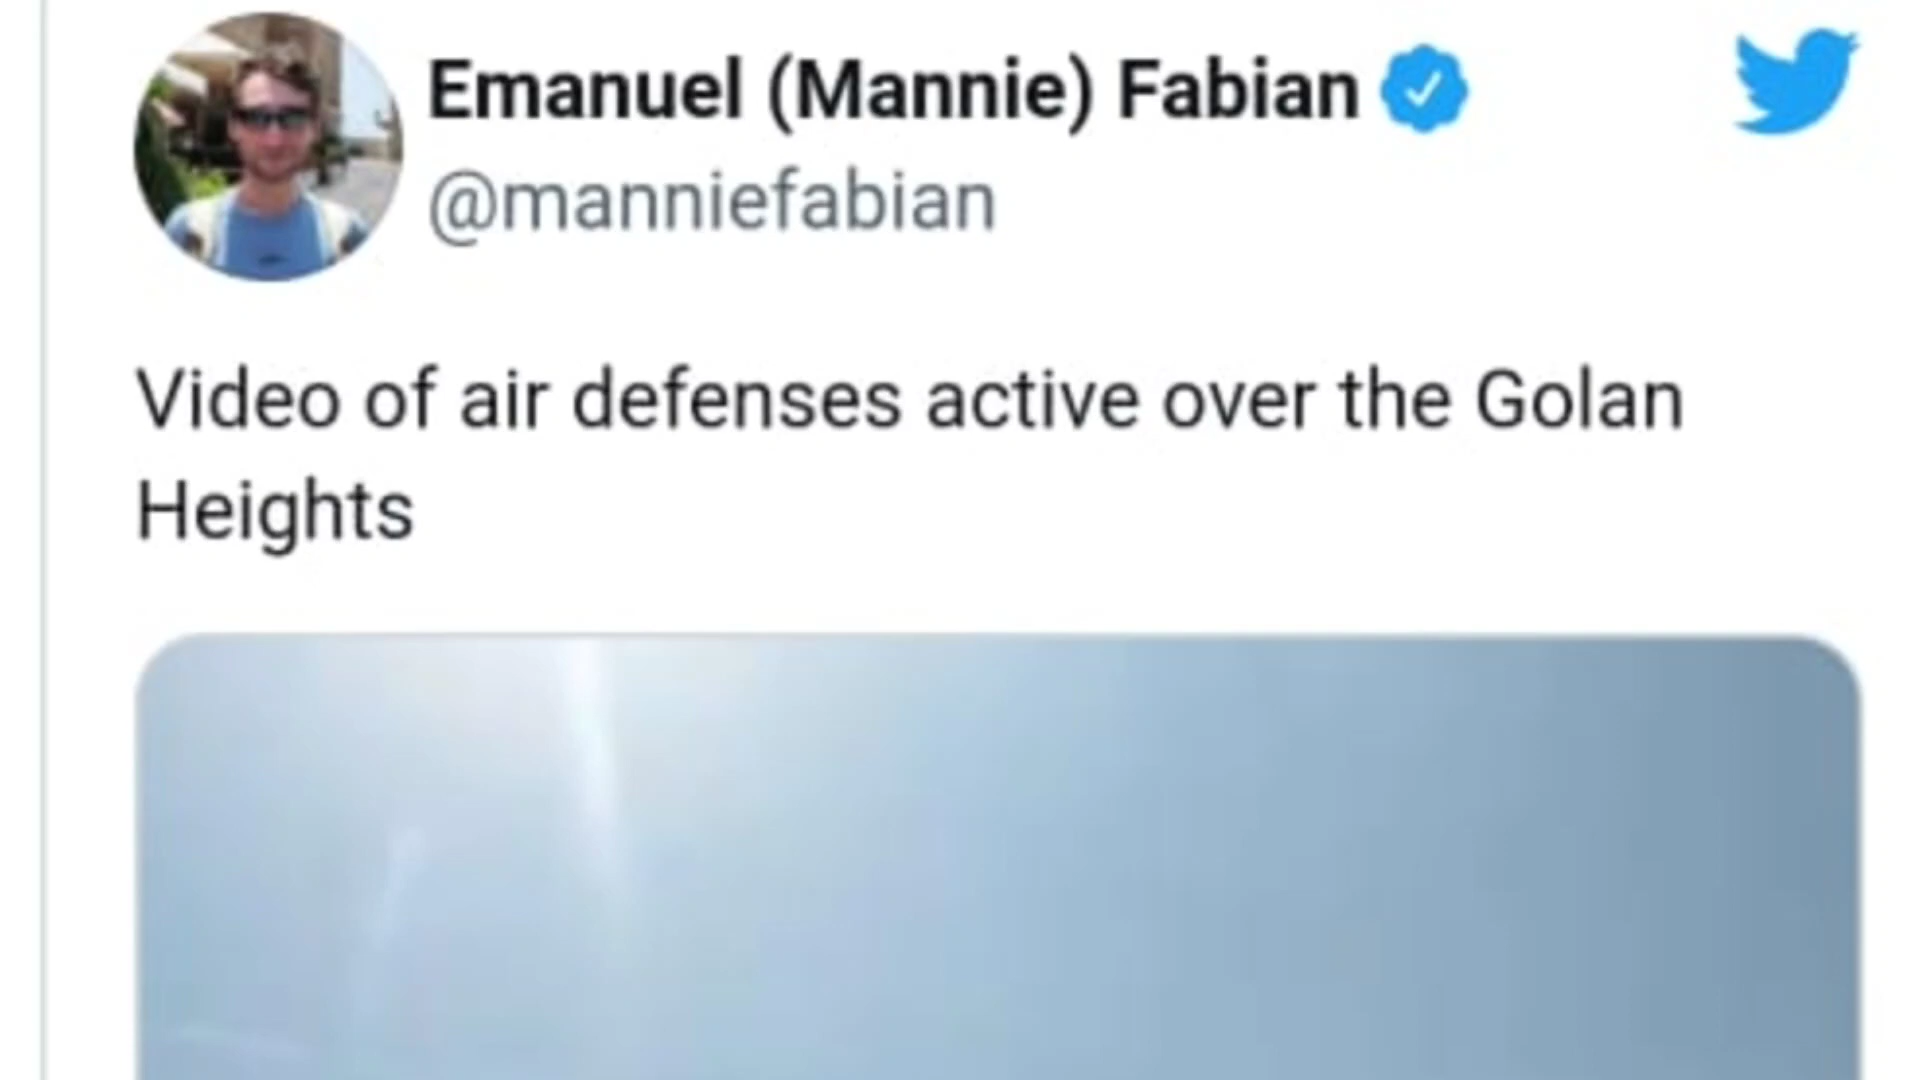 Emanuel (Mannie) Fabian
@manniefabian
Video of air defenses active over the Golan
Heights